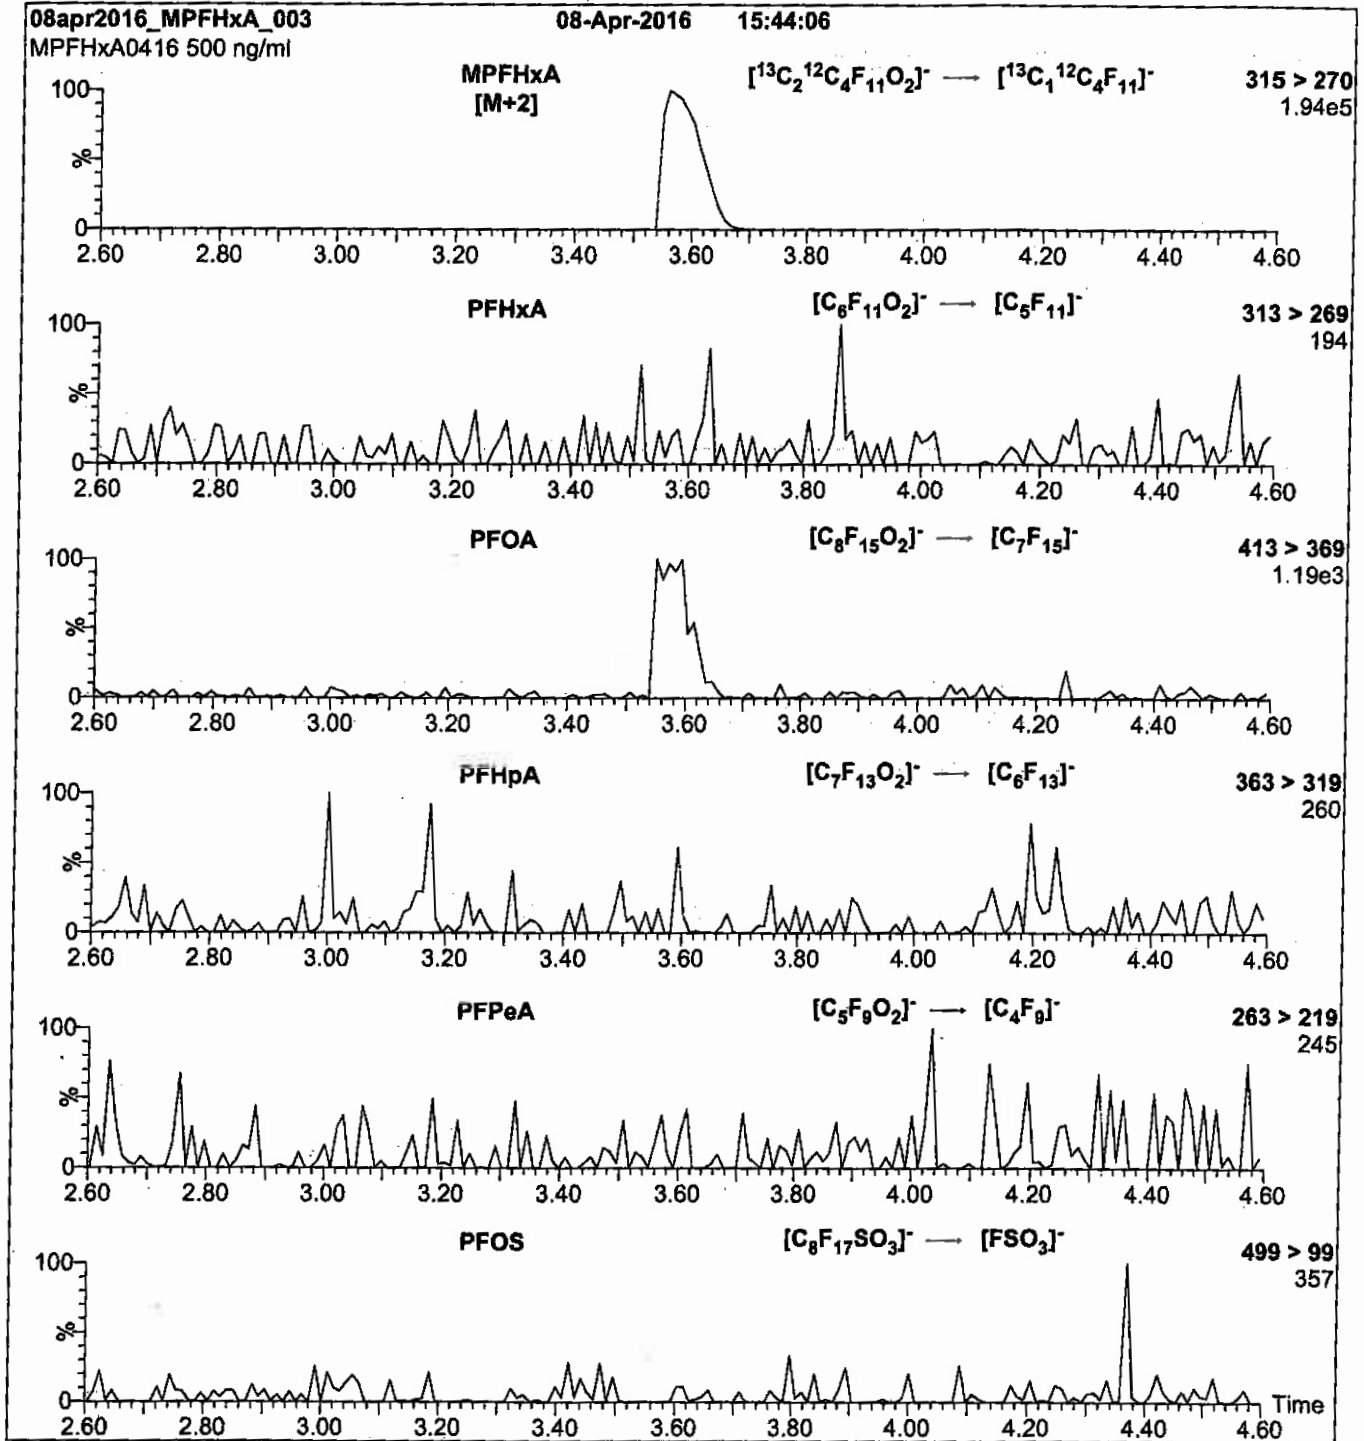 08apr2016_MPFHxA_003 08-Apr-2016 15:44:06
MPFHxA0416 500 ng/ml
MPFHxA [¹³C₂¹²C₄F₁₁O₂]⁻ → [¹³C₁¹²C₄F₁₁]⁻ 315 > 270
[M+2] 1.94e5
100
%
0
2.60 2.80 3.00 3.20 3.40 3.60 3.80 4.00 4.20 4.40 4.60
PFHxA [C₆F₁₁O₂]⁻ → [C₅F₁₁]⁻ 313 > 269
194
100
%
0
2.60 2.80 3.00 3.20 3.40 3.60 3.80 4.00 4.20 4.40 4.60
PFOA [C₈F₁₅O₂]⁻ → [C₇F₁₅]⁻ 413 > 369
1.19e3
100
%
0
2.60 2.80 3.00 3.20 3.40 3.60 3.80 4.00 4.20 4.40 4.60
PFHpA [C₇F₁₃O₂]⁻ → [C₆F₁₃]⁻ 363 > 319
260
100
%
0
2.60 2.80 3.00 3.20 3.40 3.60 3.80 4.00 4.20 4.40 4.60
PFPeA [C₅F₉O₂]⁻ → [C₄F₉]⁻ 263 > 219
245
100
%
0
2.60 2.80 3.00 3.20 3.40 3.60 3.80 4.00 4.20 4.40 4.60
PFOS [C₈F₁₇SO₃]⁻ → [FSO₃]⁻ 499 > 99
357
100
%
0 Time
2.60 2.80 3.00 3.20 3.40 3.60 3.80 4.00 4.20 4.40 4.60